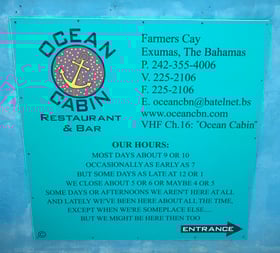 OCEAN
CABIN
RESTAURANT
& BAR
Farmers Cay
Exumas, The Bahamas
P. 242-355-4006
V. 225-2106
F. 225-2106
E. oceancbn@batelnet.bs
www.oceancbn.com
VHF Ch.16: "Ocean Cabin"
OUR HOURS:
MOST DAYS ABOUT 9 OR 10
OCCASIONALLY AS EARLY AS 7
BUT SOME DAYS AS LATE AT 12 OR 1
WE CLOSE ABOUT 5 OR 6 OR MAYBE 4 OR 5
SOME DAYS OR AFTERNOONS WE AREN'T HERE AT ALL
AND LATELY WE'VE BEEN HERE ABOUT ALL THE TIME,
EXCEPT WHEN WE'RE SOMEPLACE ELSE....
BUT WE MIGHT BE HERE THEN TOO
© ENTRANCE